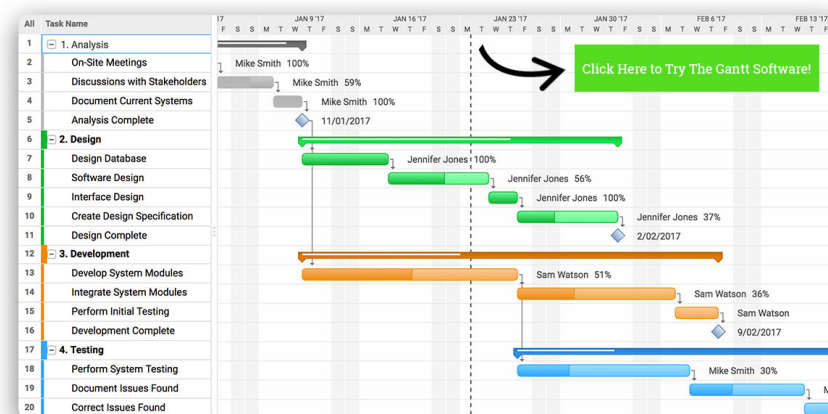 All Task Name 17 JAN 9 '17 JAN 16 '17 JAN 23 '17 JAN 30 '17 FEB 6 '17 FEB 13 '17
F S S M T W T F S S M T W T F S S M T W T F S S M T W T F S S M T W T F S S M T W T F
1 1. Analysis
2 On-Site Meetings Mike Smith 100%
Click Here to Try The Gantt Software!
3 Discussions with Stakeholders Mike Smith 59%
4 Document Current Systems Mike Smith 100%
5 Analysis Complete 11/01/2017
6 2. Design
7 Design Database Jennifer Jones 100%
8 Software Design Jennifer Jones 56%
9 Interface Design Jennifer Jones 100%
10 Create Design Specification Jennifer Jones 37%
11 Design Complete 2/02/2017
12 3. Development
13 Develop System Modules Sam Watson 51%
14 Integrate System Modules Sam Watson 36%
15 Perform Initial Testing Sam Watson
16 Development Complete 9/02/2017
17 4. Testing
18 Perform System Testing Mike Smith 30%
19 Document Issues Found
20 Correct Issues Found